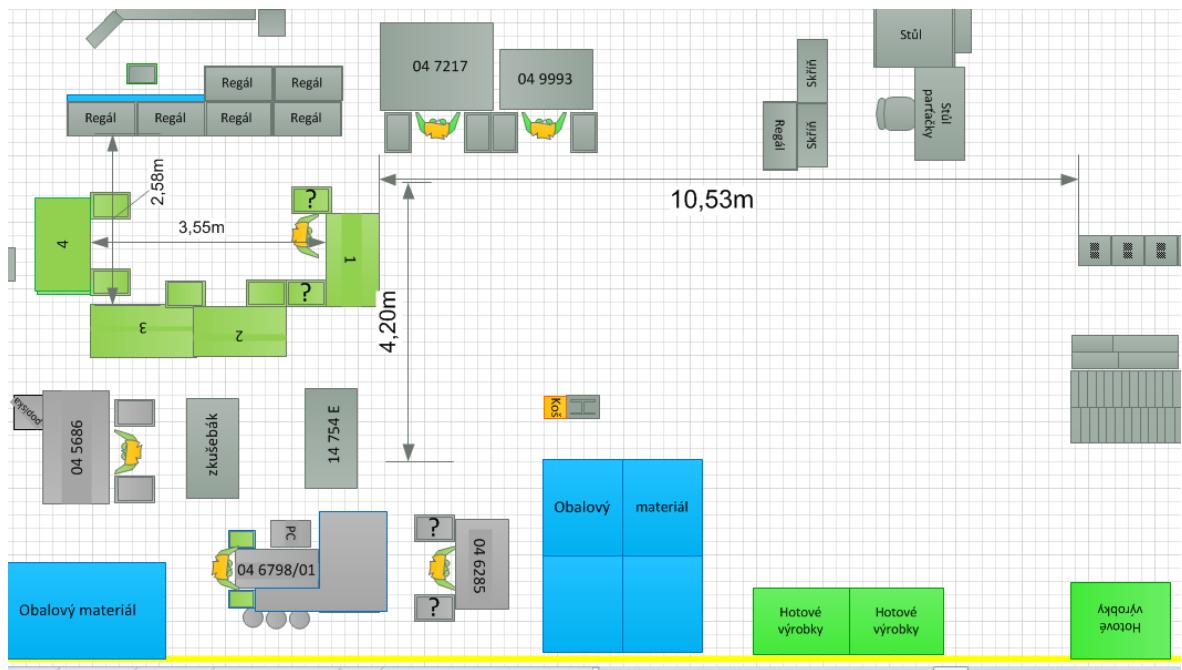 Stůl
04 7217
04 9993
Skříň
Regál
Regál
Stůl
parťačky
Regál
Regál
Regál
Regál
Regál
Skříň
2,58m
10,53m
?
3,55m
4
1
?
4,20m
3
2
Koš
popiska
04 5686
zkušebák
14 754 E
Obalový
materiál
?
PC
04 6798/01
04 6285
?
Obalový materiál
Hotové
výrobky
Hotové
výrobky
Hotové
výrobky